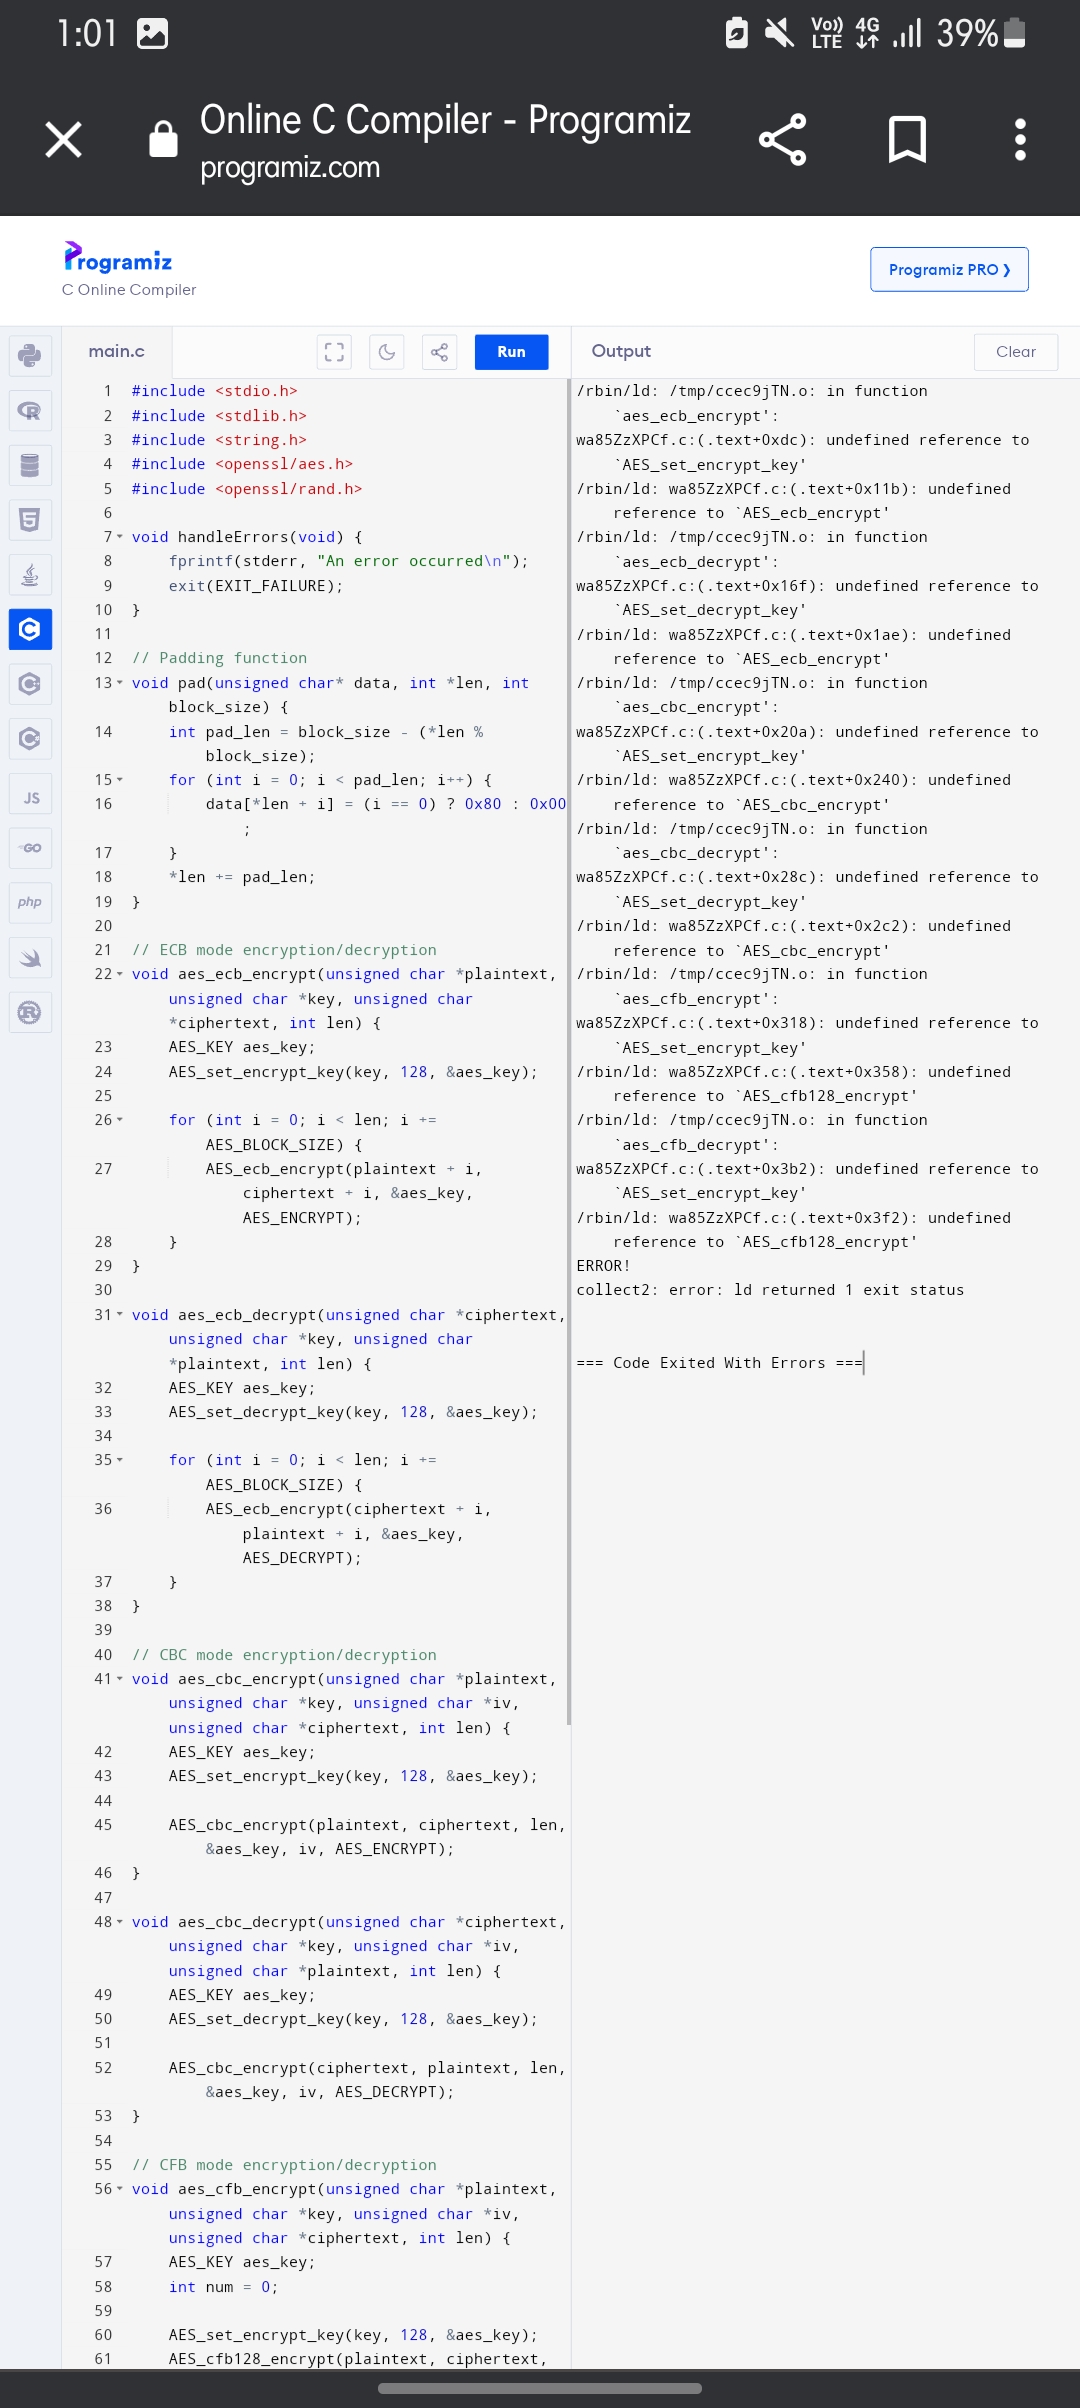 1:01
Vo)) LTE 4G 39%
Online C Compiler - Programiz
programiz.com
Programiz
C Online Compiler
Programiz PRO ❯
main.c
Run
Output
Clear
JS
GO
php
1 #include <stdio.h>
2 #include <stdlib.h>
3 #include <string.h>
4 #include <openssl/aes.h>
5 #include <openssl/rand.h>
6
7 void handleErrors(void) {
8 fprintf(stderr, "An error occurred\n");
9 exit(EXIT_FAILURE);
10 }
11
12 // Padding function
13 void pad(unsigned char* data, int *len, int
block_size) {
14 int pad_len = block_size - (*len %
block_size);
15 for (int i = 0; i < pad_len; i++) {
16 data[*len + i] = (i == 0) ? 0x80 : 0x00
;
17 }
18 *len += pad_len;
19 }
20
21 // ECB mode encryption/decryption
22 void aes_ecb_encrypt(unsigned char *plaintext,
unsigned char *key, unsigned char
*ciphertext, int len) {
23 AES_KEY aes_key;
24 AES_set_encrypt_key(key, 128, &aes_key);
25
26 for (int i = 0; i < len; i +=
AES_BLOCK_SIZE) {
27 AES_ecb_encrypt(plaintext + i,
ciphertext + i, &aes_key,
AES_ENCRYPT);
28 }
29 }
30
31 void aes_ecb_decrypt(unsigned char *ciphertext,
unsigned char *key, unsigned char
*plaintext, int len) {
32 AES_KEY aes_key;
33 AES_set_decrypt_key(key, 128, &aes_key);
34
35 for (int i = 0; i < len; i +=
AES_BLOCK_SIZE) {
36 AES_ecb_encrypt(ciphertext + i,
plaintext + i, &aes_key,
AES_DECRYPT);
37 }
38 }
39
40 // CBC mode encryption/decryption
41 void aes_cbc_encrypt(unsigned char *plaintext,
unsigned char *key, unsigned char *iv,
unsigned char *ciphertext, int len) {
42 AES_KEY aes_key;
43 AES_set_encrypt_key(key, 128, &aes_key);
44
45 AES_cbc_encrypt(plaintext, ciphertext, len,
&aes_key, iv, AES_ENCRYPT);
46 }
47
48 void aes_cbc_decrypt(unsigned char *ciphertext,
unsigned char *key, unsigned char *iv,
unsigned char *plaintext, int len) {
49 AES_KEY aes_key;
50 AES_set_decrypt_key(key, 128, &aes_key);
51
52 AES_cbc_encrypt(ciphertext, plaintext, len,
&aes_key, iv, AES_DECRYPT);
53 }
54
55 // CFB mode encryption/decryption
56 void aes_cfb_encrypt(unsigned char *plaintext,
unsigned char *key, unsigned char *iv,
unsigned char *ciphertext, int len) {
57 AES_KEY aes_key;
58 int num = 0;
59
60 AES_set_encrypt_key(key, 128, &aes_key);
61 AES_cfb128_encrypt(plaintext, ciphertext,
/rbin/ld: /tmp/ccec9jTN.o: in function
`aes_ecb_encrypt':
wa85ZzXPCf.c:(.text+0xdc): undefined reference to
`AES_set_encrypt_key'
/rbin/ld: wa85ZzXPCf.c:(.text+0x11b): undefined
reference to `AES_ecb_encrypt'
/rbin/ld: /tmp/ccec9jTN.o: in function
`aes_ecb_decrypt':
wa85ZzXPCf.c:(.text+0x16f): undefined reference to
`AES_set_decrypt_key'
/rbin/ld: wa85ZzXPCf.c:(.text+0x1ae): undefined
reference to `AES_ecb_encrypt'
/rbin/ld: /tmp/ccec9jTN.o: in function
`aes_cbc_encrypt':
wa85ZzXPCf.c:(.text+0x20a): undefined reference to
`AES_set_encrypt_key'
/rbin/ld: wa85ZzXPCf.c:(.text+0x240): undefined
reference to `AES_cbc_encrypt'
/rbin/ld: /tmp/ccec9jTN.o: in function
`aes_cbc_decrypt':
wa85ZzXPCf.c:(.text+0x28c): undefined reference to
`AES_set_decrypt_key'
/rbin/ld: wa85ZzXPCf.c:(.text+0x2c2): undefined
reference to `AES_cbc_encrypt'
/rbin/ld: /tmp/ccec9jTN.o: in function
`aes_cfb_encrypt':
wa85ZzXPCf.c:(.text+0x318): undefined reference to
`AES_set_encrypt_key'
/rbin/ld: wa85ZzXPCf.c:(.text+0x358): undefined
reference to `AES_cfb128_encrypt'
/rbin/ld: /tmp/ccec9jTN.o: in function
`aes_cfb_decrypt':
wa85ZzXPCf.c:(.text+0x3b2): undefined reference to
`AES_set_encrypt_key'
/rbin/ld: wa85ZzXPCf.c:(.text+0x3f2): undefined
reference to `AES_cfb128_encrypt'
ERROR!
collect2: error: ld returned 1 exit status
=== Code Exited With Errors ===